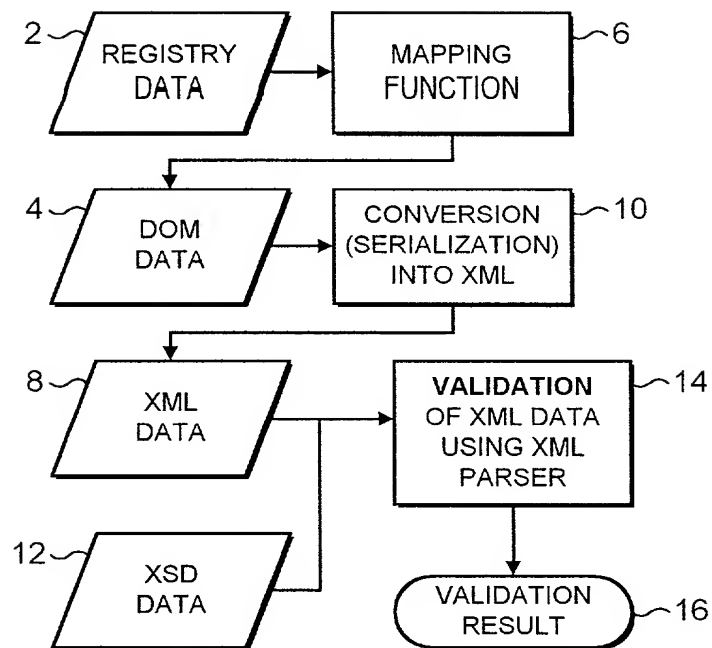 2
REGISTRY
DATA
MAPPING
FUNCTION
6
4
DOM
DATA
CONVERSION
(SERIALIZATION)
INTO XML
10
8
XML
DATA
VALIDATION
OF XML DATA
USING XML
PARSER
14
12
XSD
DATA
VALIDATION
RESULT
16